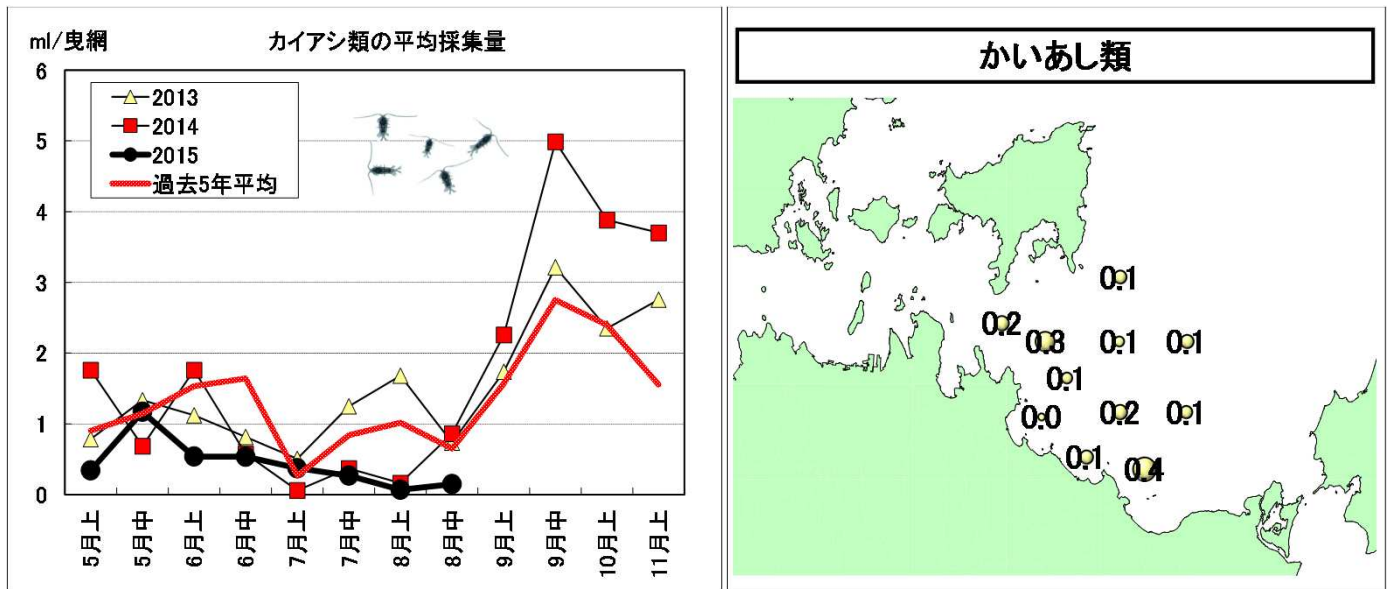 ml/曳網
カイアシ類の平均採集量
6
5
4
3
2
1
0
2013
2014
2015
過去5年平均
5月上
5月中
6月上
6月中
7月上
7月中
8月上
8月中
9月上
9月中
10月上
11月上
かいあし類
0.1
0.2
0.3
0.1
0.1
0.1
0.0
0.2
0.1
0.1
0.4